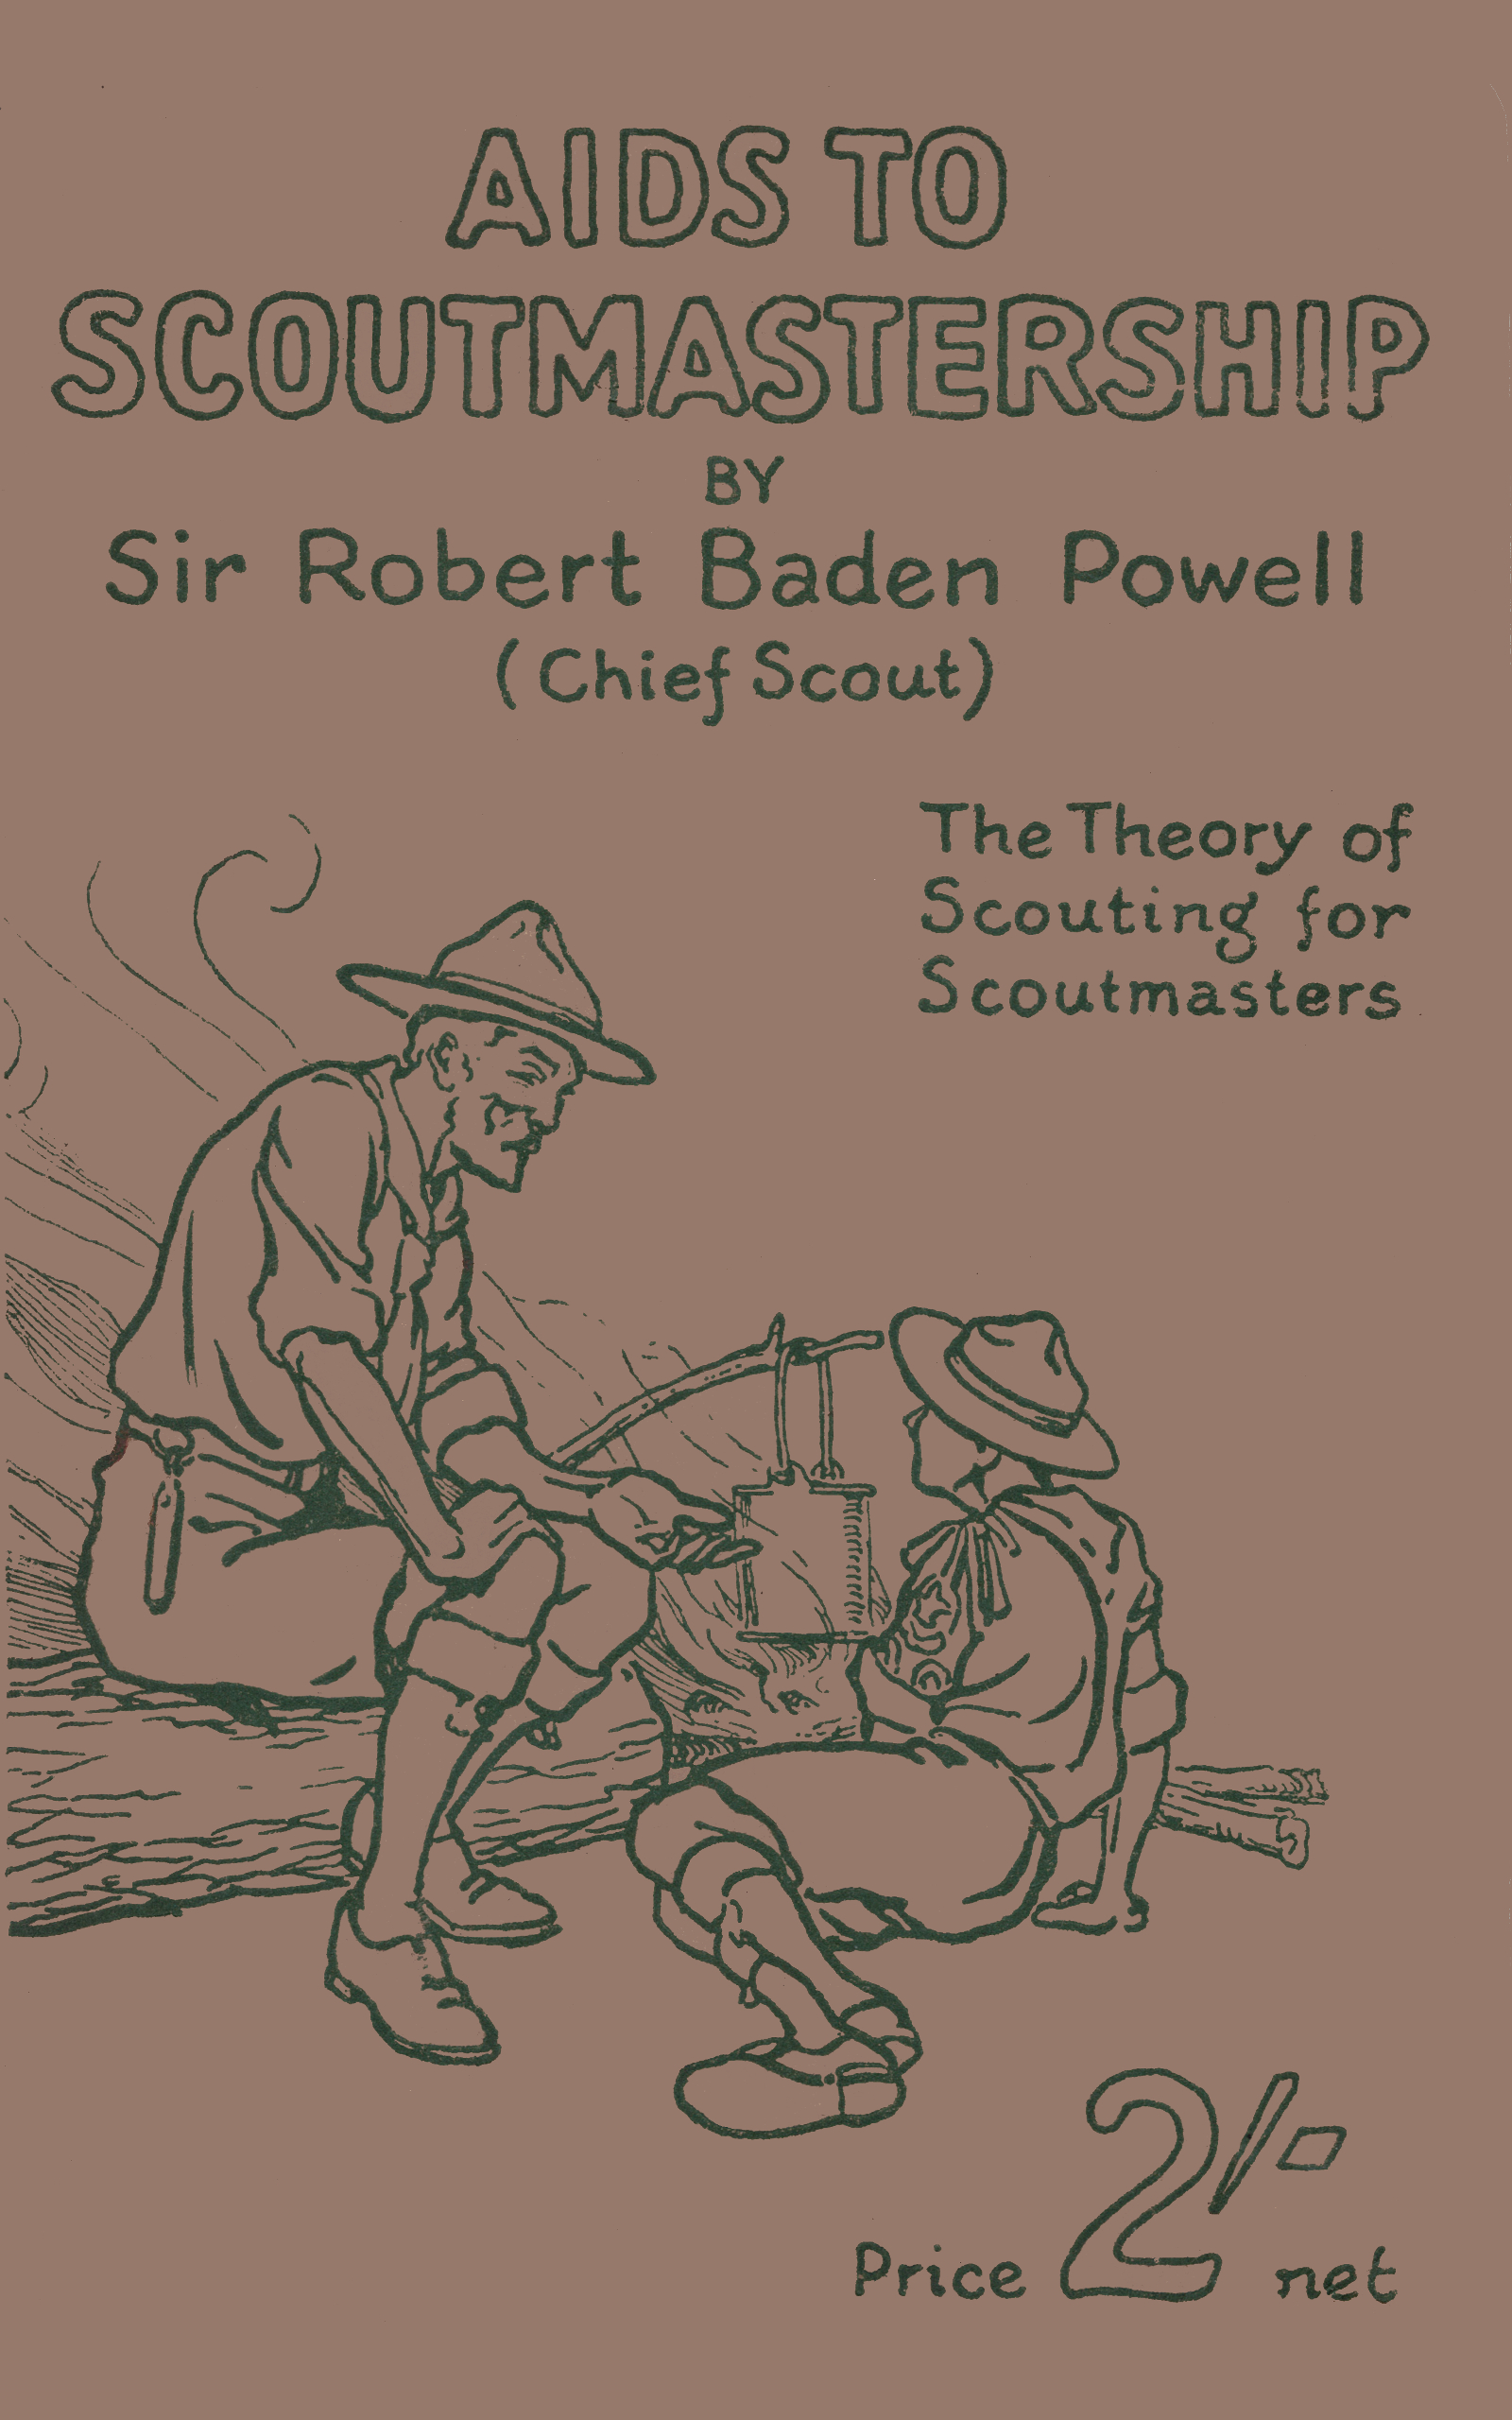 AIDS TO
SCOUTMASTERSHIP
BY
Sir Robert Baden Powell
(Chief Scout)
The Theory of
Scouting for
Scoutmasters
Price 2/- net